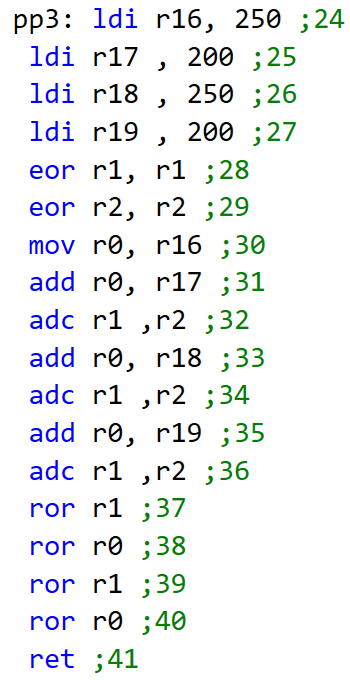 pp3: ldi r16, 250 ;24
ldi r17 , 200 ;25
ldi r18 , 250 ;26
ldi r19 , 200 ;27
eor r1, r1 ;28
eor r2, r2 ;29
mov r0, r16 ;30
add r0, r17 ;31
adc r1 ,r2 ;32
add r0, r18 ;33
adc r1 ,r2 ;34
add r0, r19 ;35
adc r1 ,r2 ;36
ror r1 ;37
ror r0 ;38
ror r1 ;39
ror r0 ;40
ret ;41